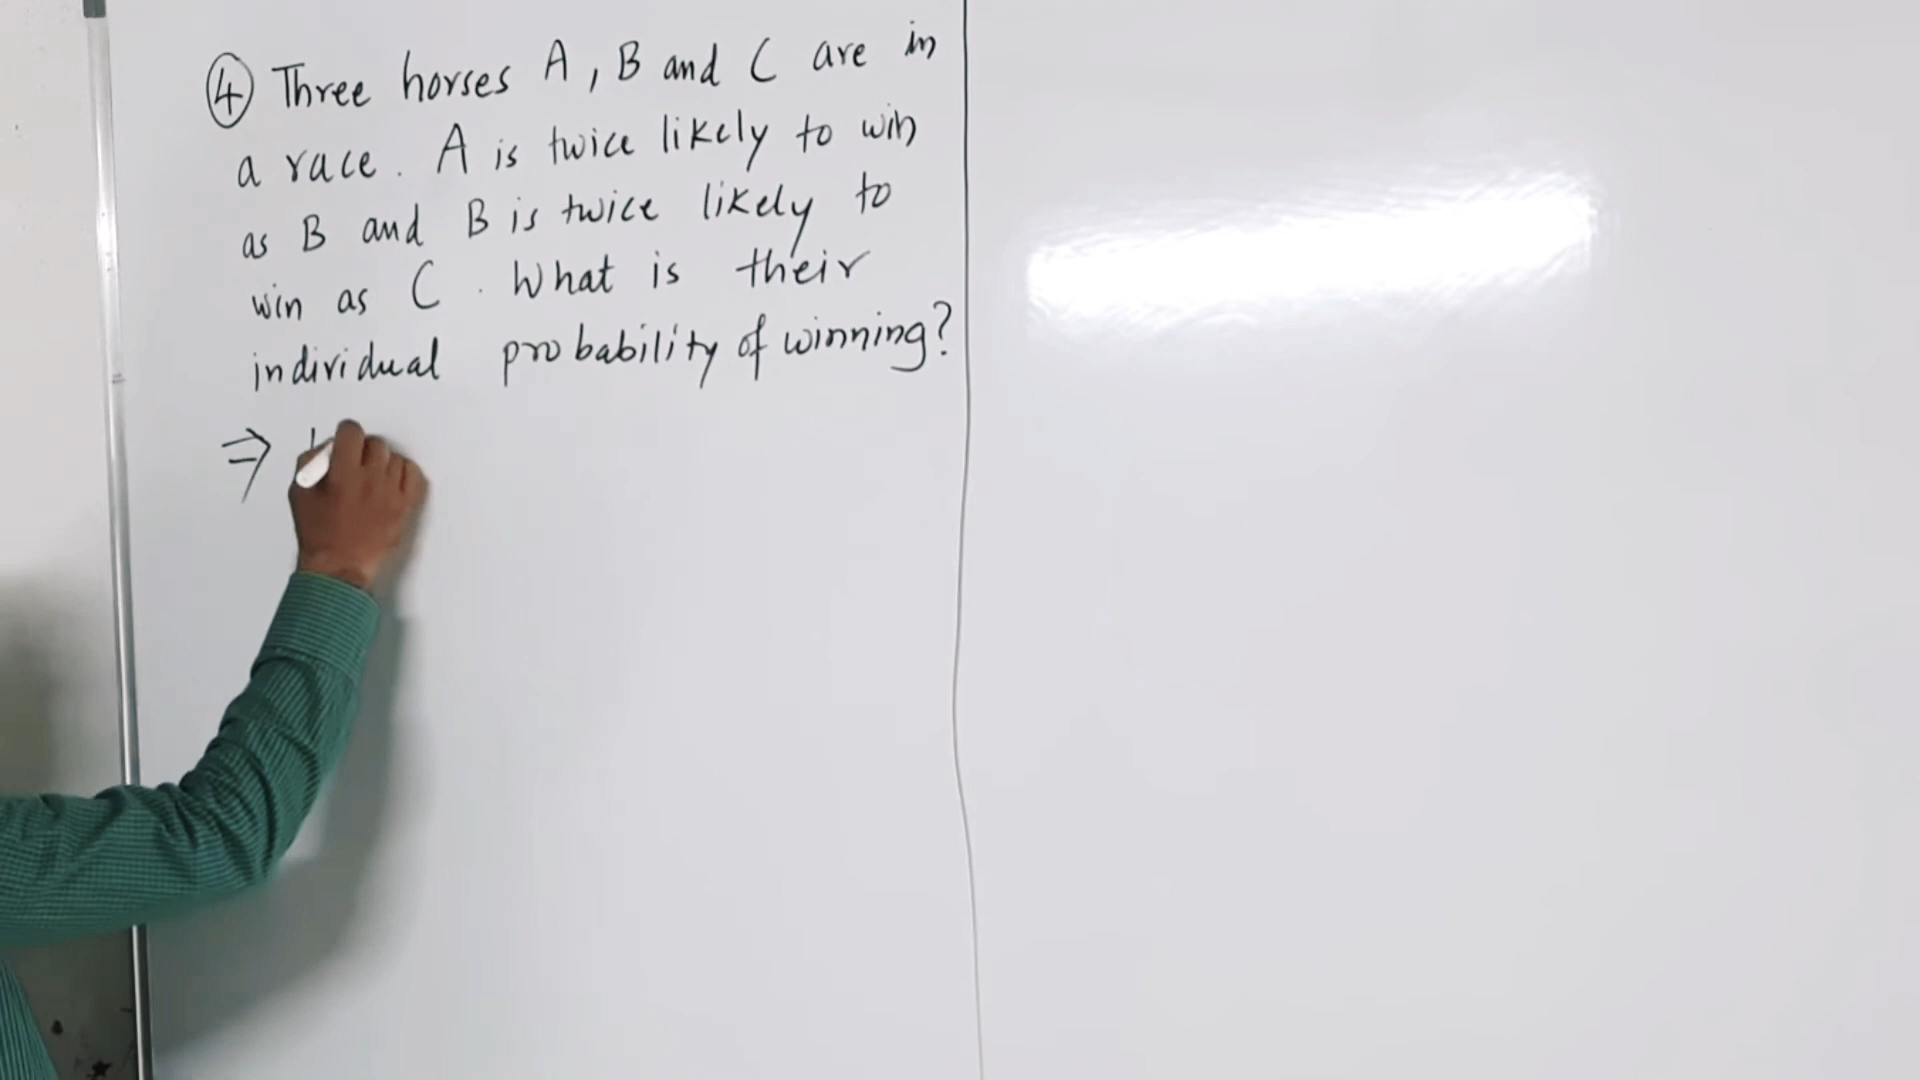 ④ Three horses A, B and C are in
a race. A is twice likely to win
as B and B is twice likely to
win as C. What is their
individual probability of winning?
⇒